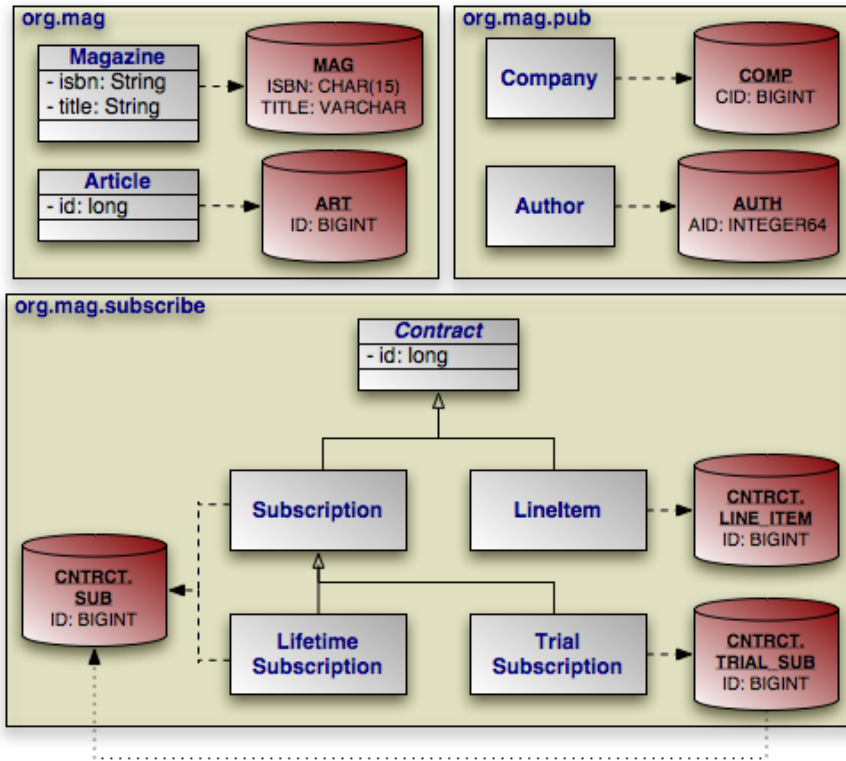 org.mag
Magazine
- isbn: String
- title: String
MAG
ISBN: CHAR(15)
TITLE: VARCHAR
Article
- id: long
ART
ID: BIGINT
org.mag.pub
Company
COMP
CID: BIGINT
Author
AUTH
AID: INTEGER64
org.mag.subscribe
Contract
- id: long
Subscription
LineItem
CNTRCT.
LINE_ITEM
ID: BIGINT
CNTRCT.
SUB
ID: BIGINT
Lifetime
Subscription
Trial
Subscription
CNTRCT.
TRIAL_SUB
ID: BIGINT